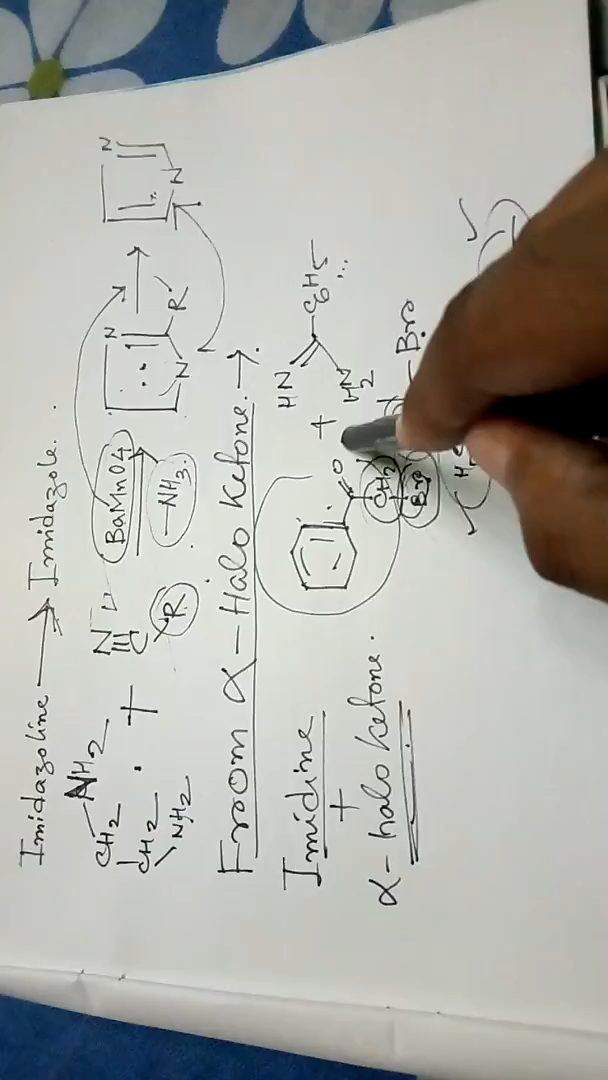 Imidazoline → Imidazole.
CH2 NH2
CH2 NH2
+
N
C
R
BaMnO4
-NH3.
N
N
R
N
N
From α-Halo Ketone. →
Imidine
+
α-halo ketone.
O
CH2
Br
+
HN
C6H5
H2N
Br